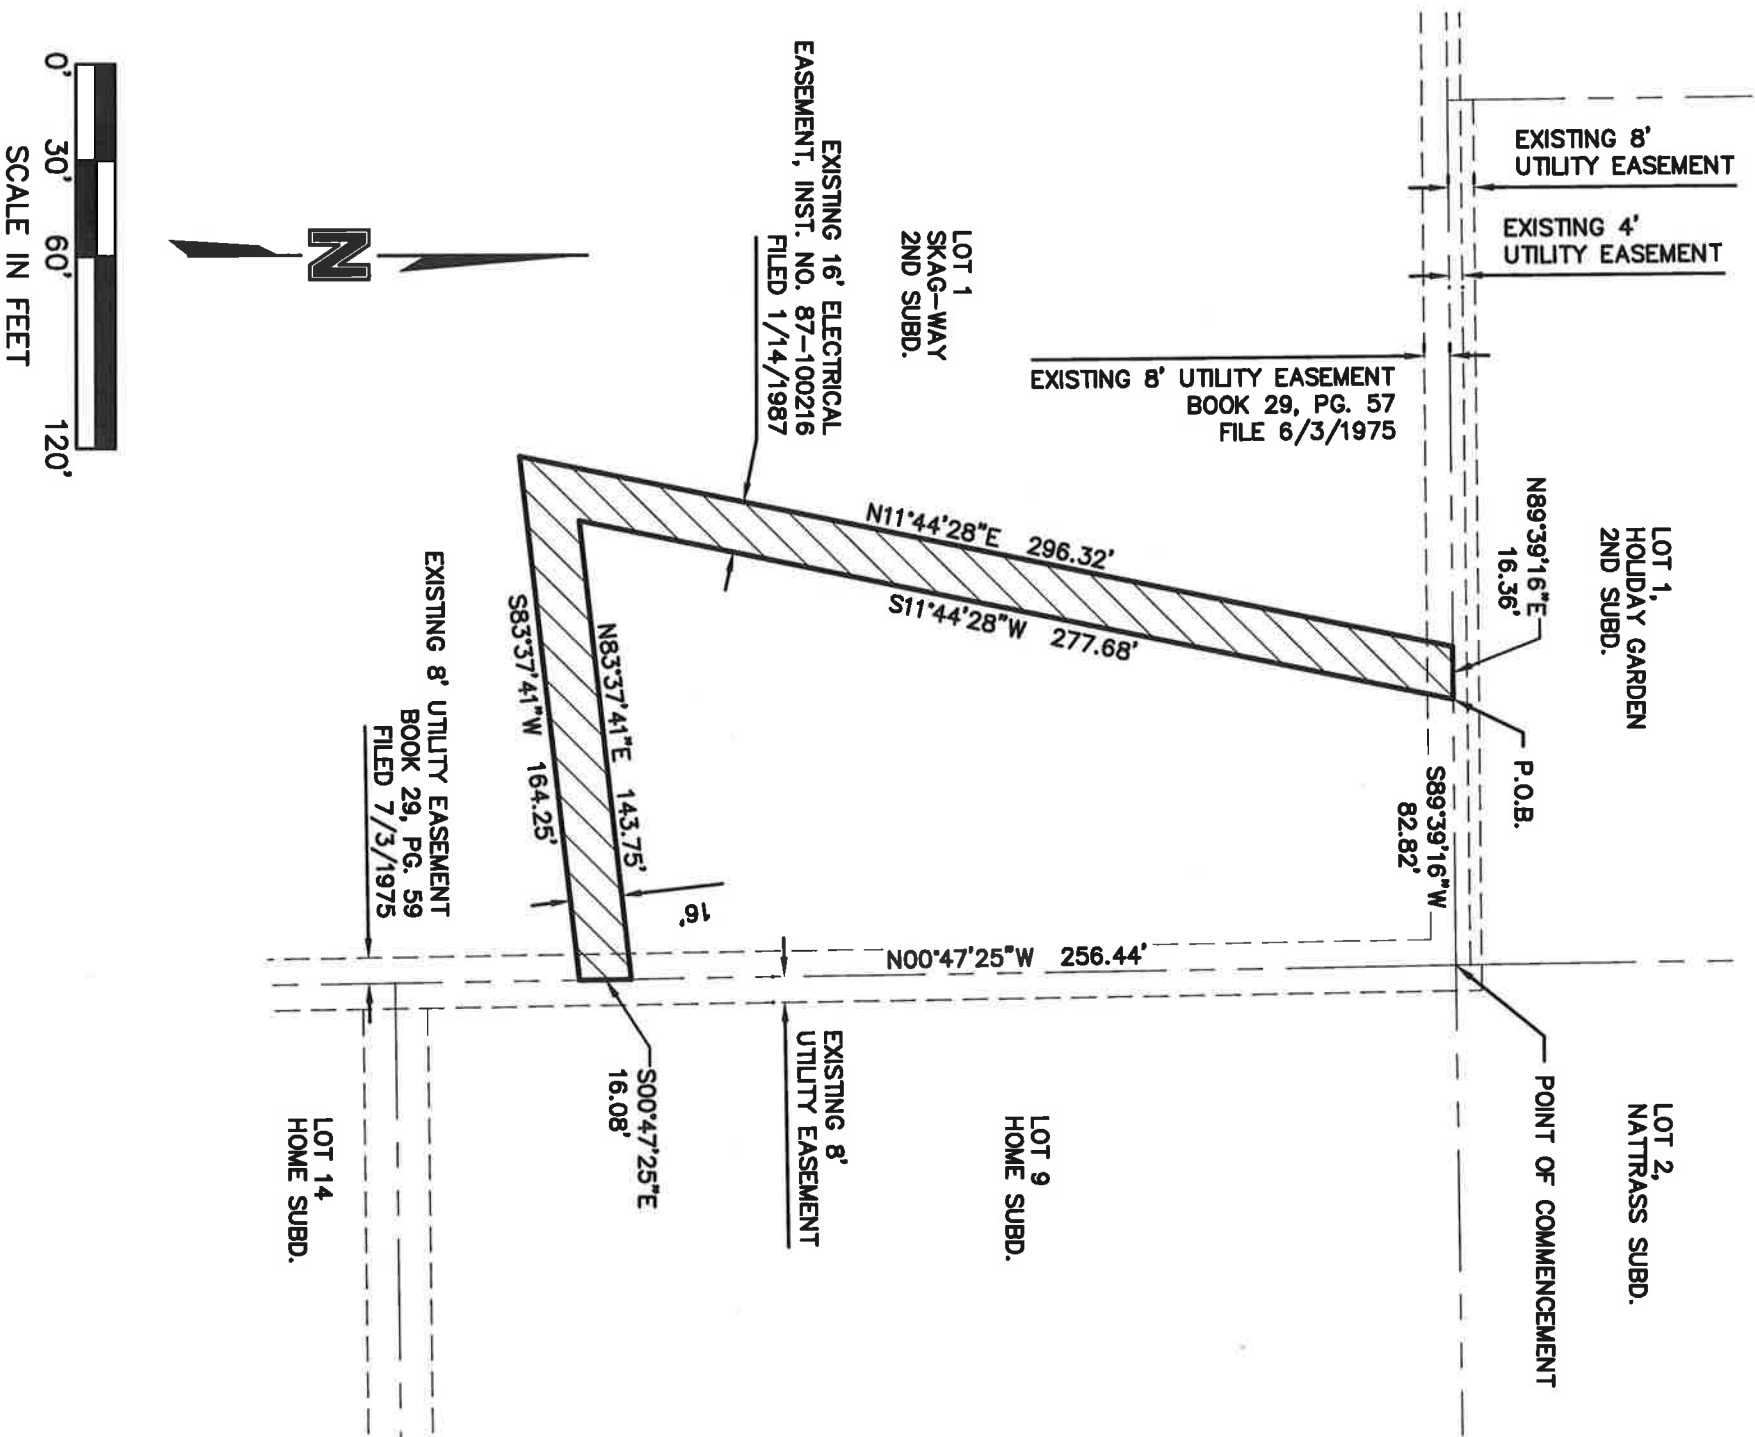 EXISTING 8'
UTILITY EASEMENT
EXISTING 4'
UTILITY EASEMENT
EXISTING 8' UTILITY EASEMENT
BOOK 29, PG. 57
FILE 6/3/1975
LOT 1,
HOLIDAY GARDEN
2ND SUBD.
N89°39'16"E
16.36'
P.O.B.
S89°39'16"W
82.82'
LOT 2,
NATTRASS SUBD.
POINT OF COMMENCEMENT
LOT 1
SKAG-WAY
2ND SUBD.
EXISTING 16' ELECTRICAL
EASEMENT, INST. NO. 87-100216
FILED 1/14/1987
N11°44'28"E 296.32'
S11°44'28"W 277.68'
N83°37'41"E 143.75'
S83°37'41"W 164.25'
16'
N00°47'25"W 256.44'
S00°47'25"E
16.08'
EXISTING 8'
UTILITY EASEMENT
LOT 9
HOME SUBD.
EXISTING 8' UTILITY EASEMENT
BOOK 29, PG. 59
FILED 7/3/1975
LOT 14
HOME SUBD.
N
0' 30' 60' 120'
SCALE IN FEET